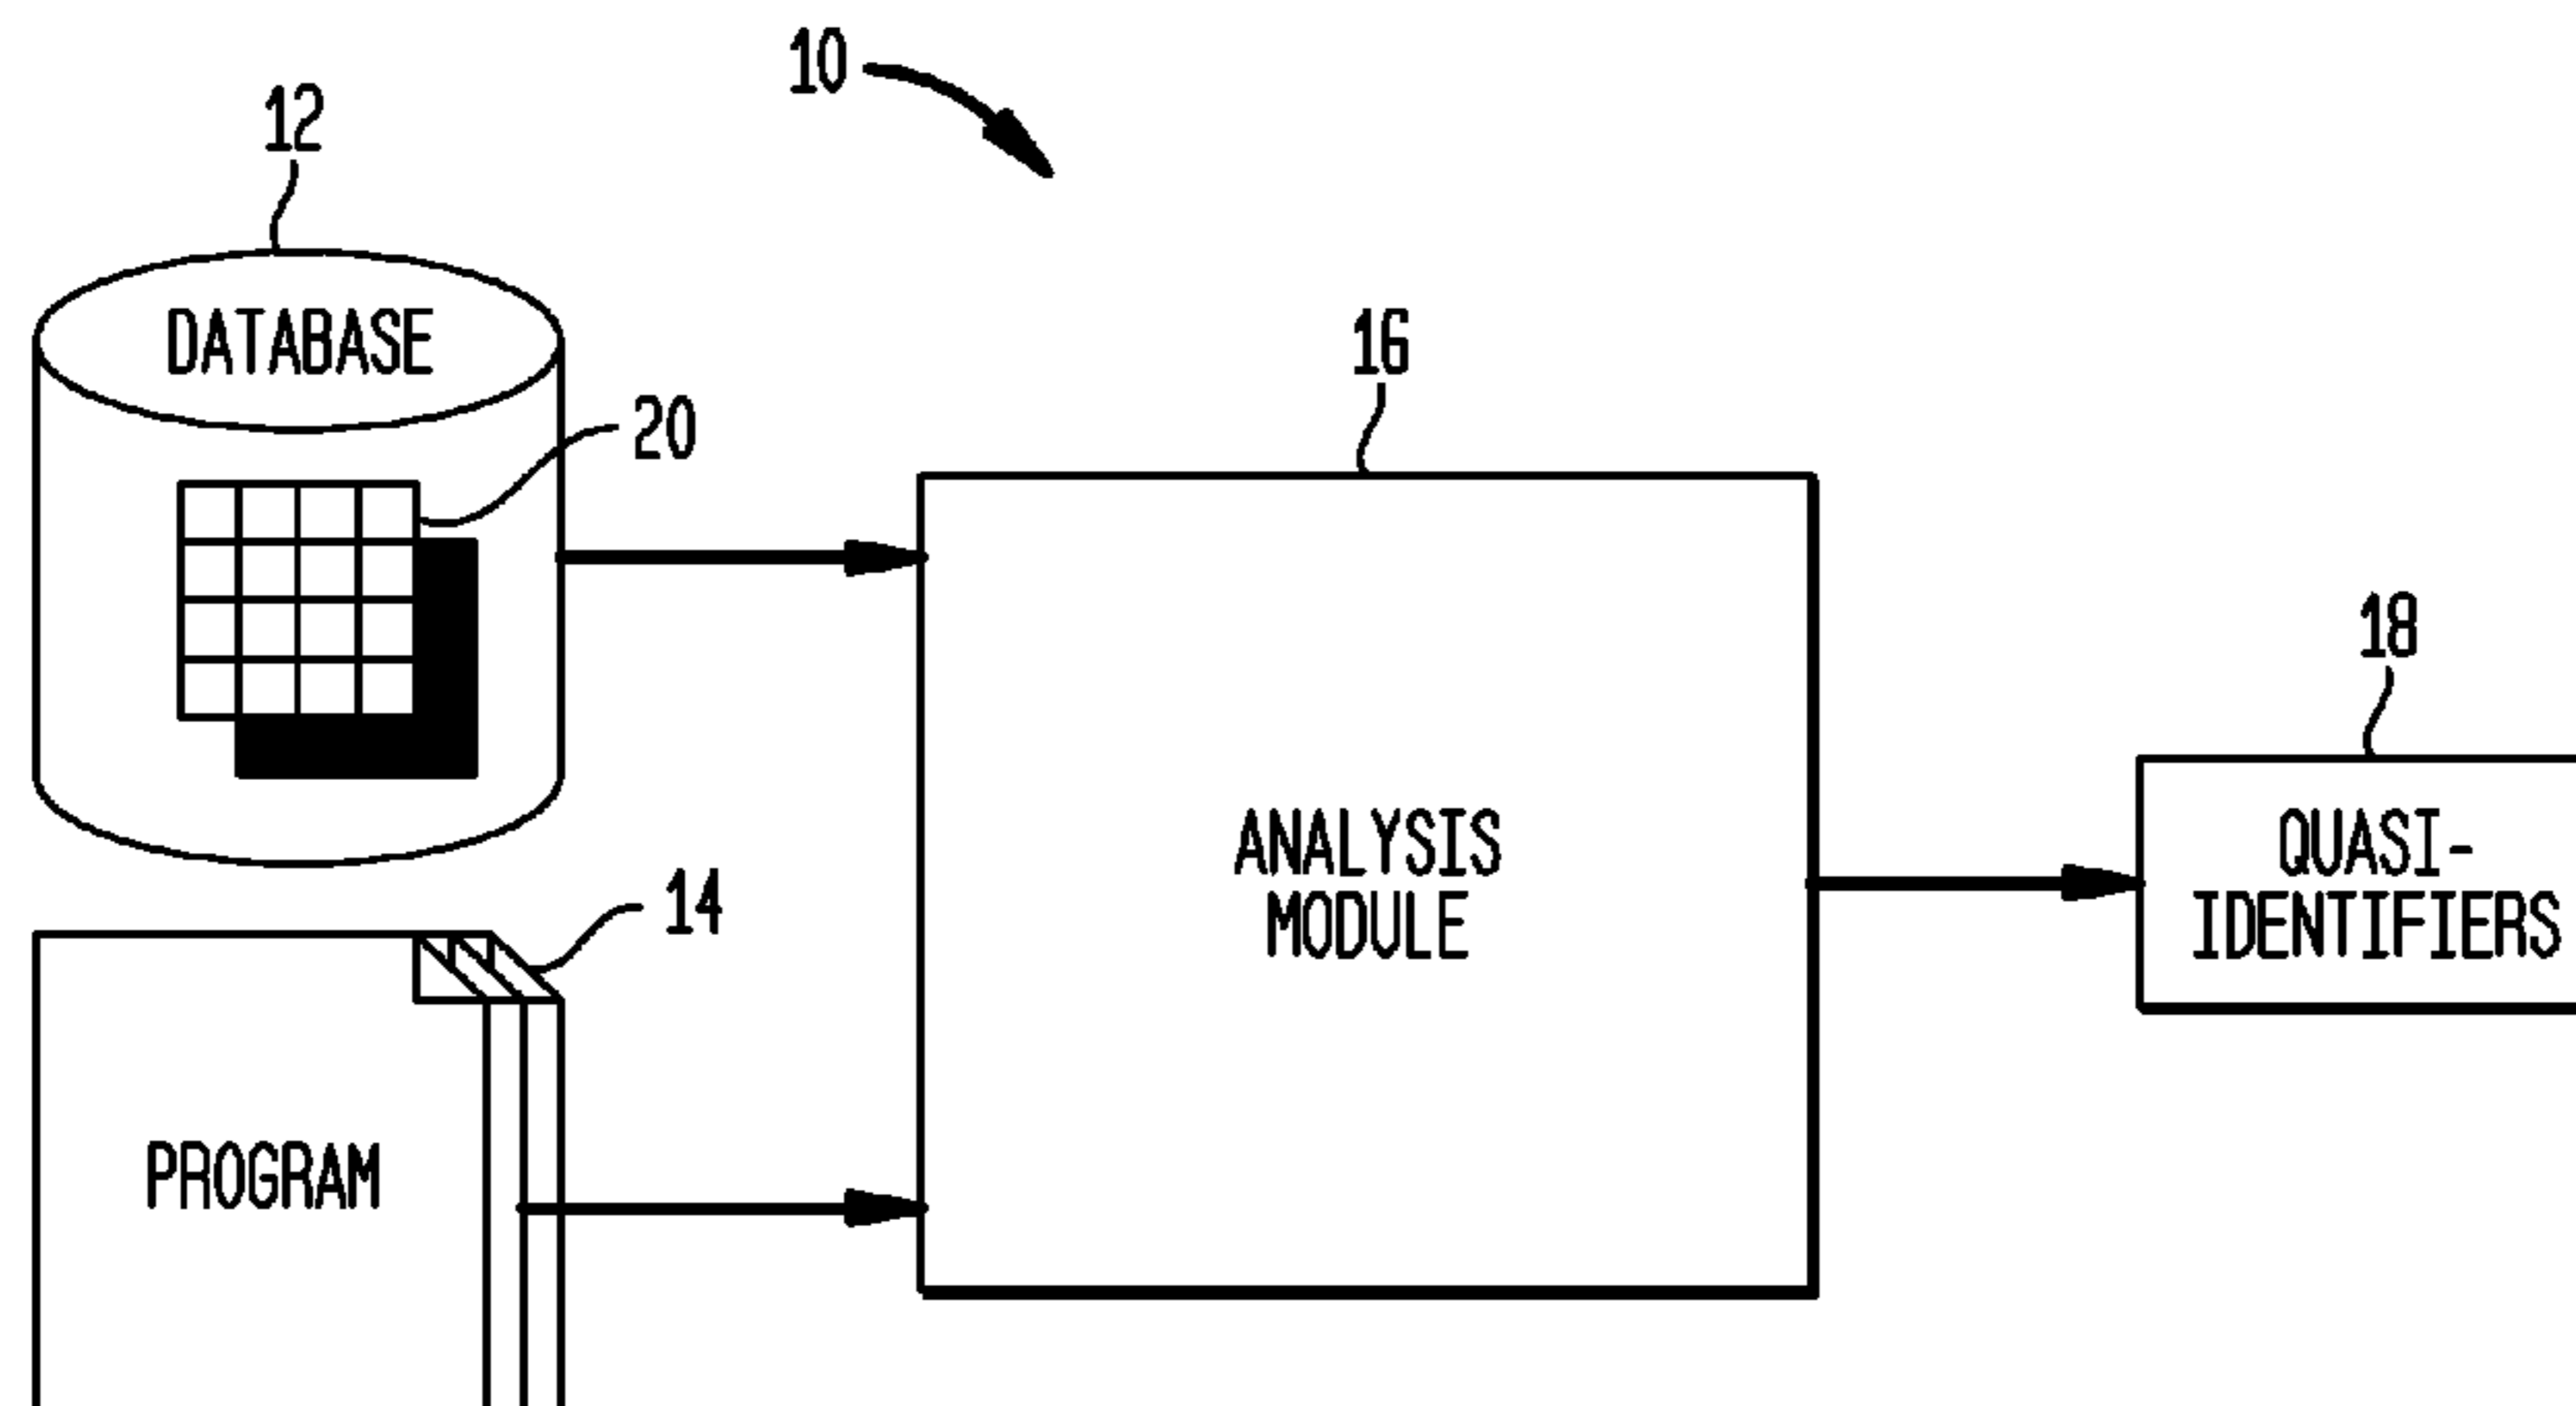 10
12
DATABASE
20
16
18
QUASI-
IDENTIFIERS
ANALYSIS
MODULE
14
PROGRAM